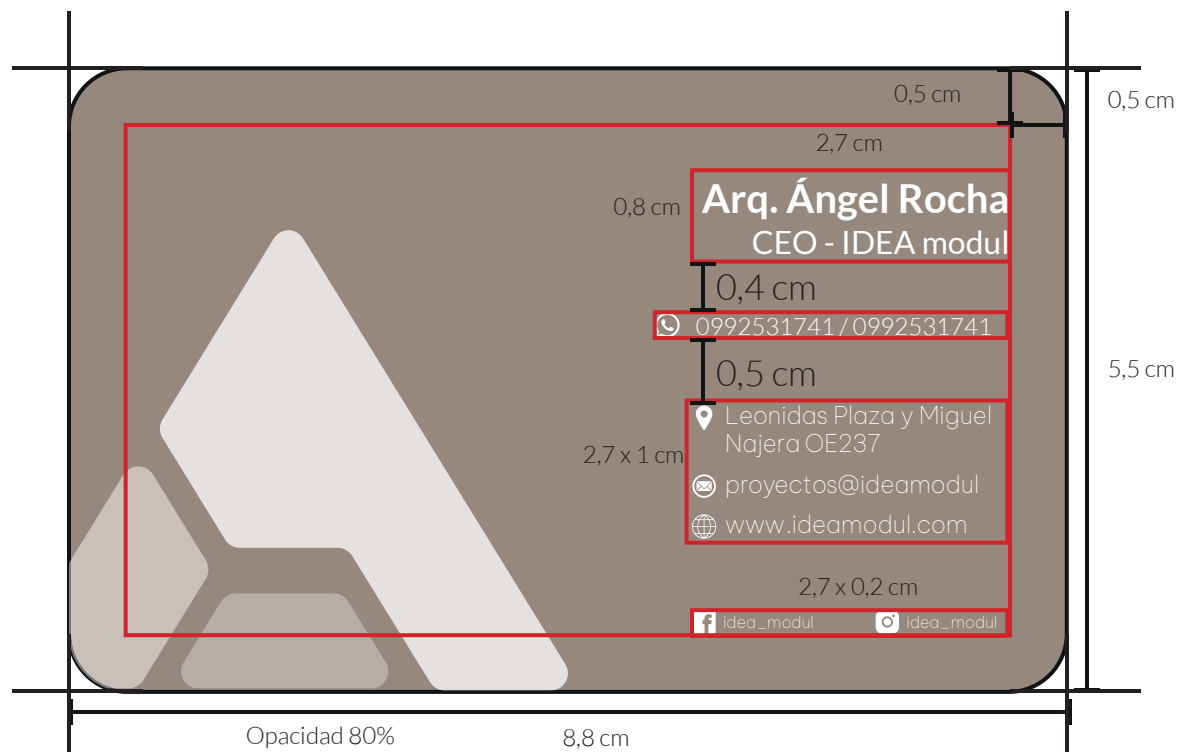 0,5 cm
0,5 cm
2,7 cm
0,8 cm
Arq. Ángel Rocha
CEO - IDEA modul
0,4 cm
0992531741 / 0992531741
0,5 cm
5,5 cm
2,7 x 1 cm
Leonidas Plaza y Miguel
Najera OE237
proyectos@ideamodul
www.ideamodul.com
2,7 x 0,2 cm
idea_modul
idea_modul
Opacidad 80%
8,8 cm